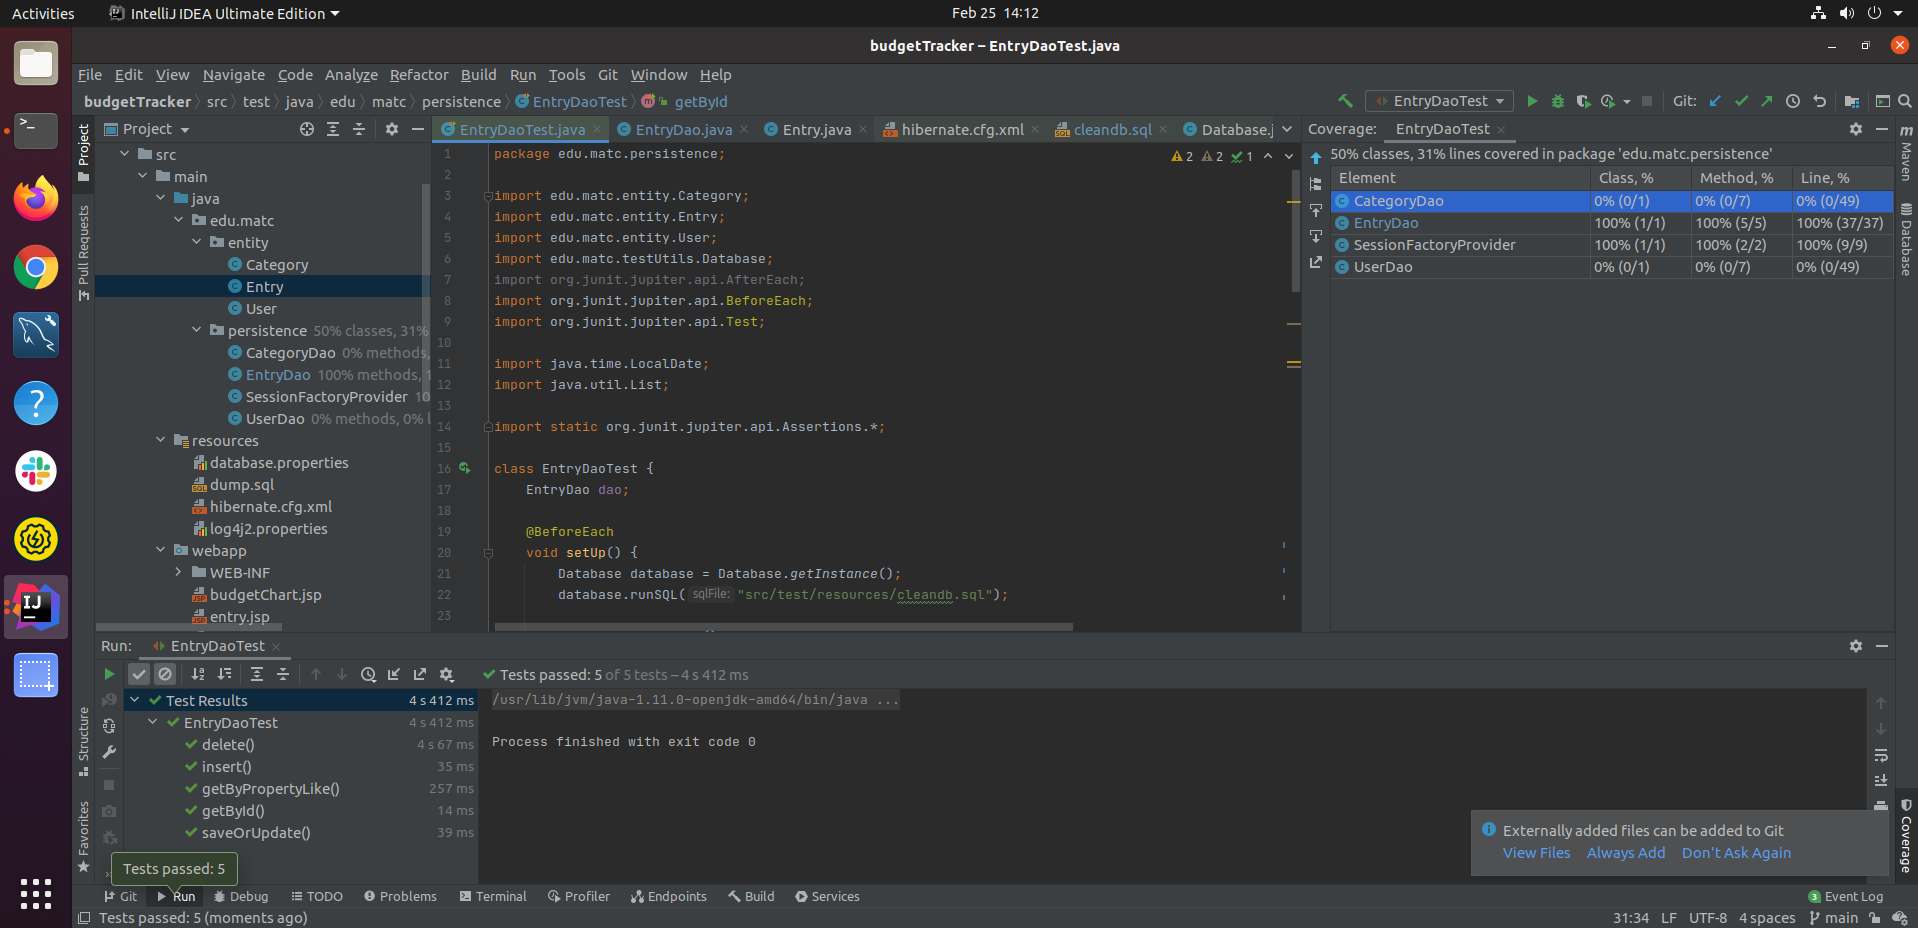 Activities IntelliJ IDEA Ultimate Edition Feb 25 14:12
budgetTracker – EntryDaoTest.java
File Edit View Navigate Code Analyze Refactor Build Run Tools Git Window Help
budgetTracker src test java edu matc persistence EntryDaoTest getById EntryDaoTest Git:
Project
EntryDaoTest.java EntryDao.java Entry.java hibernate.cfg.xml cleandb.sql Database.j
Coverage: EntryDaoTest
Project
Pull Requests
Structure
Favorites
src
main
java
edu.matc
entity
Category
Entry
User
persistence 50% classes, 31%
CategoryDao 0% methods,
EntryDao 100% methods, 1
SessionFactoryProvider 10
UserDao 0% methods, 0% l
resources
database.properties
dump.sql
hibernate.cfg.xml
log4j2.properties
webapp
WEB-INF
budgetChart.jsp
entry.jsp
2 2 1
1 package edu.matc.persistence;
2
3 import edu.matc.entity.Category;
4 import edu.matc.entity.Entry;
5 import edu.matc.entity.User;
6 import edu.matc.testUtils.Database;
7 import org.junit.jupiter.api.AfterEach;
8 import org.junit.jupiter.api.BeforeEach;
9 import org.junit.jupiter.api.Test;
10
11 import java.time.LocalDate;
12 import java.util.List;
13
14 import static org.junit.jupiter.api.Assertions.*;
15
16 class EntryDaoTest {
17 EntryDao dao;
18
19 @BeforeEach
20 void setUp() {
21 Database database = Database.getInstance();
22 database.runSQL( sqlFile: "src/test/resources/cleandb.sql");
23
50% classes, 31% lines covered in package 'edu.matc.persistence'
Element Class, % Method, % Line, %
CategoryDao 0% (0/1) 0% (0/7) 0% (0/49)
EntryDao 100% (1/1) 100% (5/5) 100% (37/37)
SessionFactoryProvider 100% (1/1) 100% (2/2) 100% (9/9)
UserDao 0% (0/1) 0% (0/7) 0% (0/49)
Maven
Database
Coverage
Run: EntryDaoTest
Tests passed: 5 of 5 tests – 4 s 412 ms
Test Results 4 s 412 ms
EntryDaoTest 4 s 412 ms
delete() 4 s 67 ms
insert() 35 ms
getByPropertyLike() 257 ms
getById() 14 ms
saveOrUpdate() 39 ms
/usr/lib/jvm/java-1.11.0-openjdk-amd64/bin/java ...
Process finished with exit code 0
Tests passed: 5
Externally added files can be added to Git
View Files Always Add Don't Ask Again
Git Run Debug TODO Problems Terminal Profiler Endpoints Build Services 3 Event Log
Tests passed: 5 (moments ago) 31:34 LF UTF-8 4 spaces main